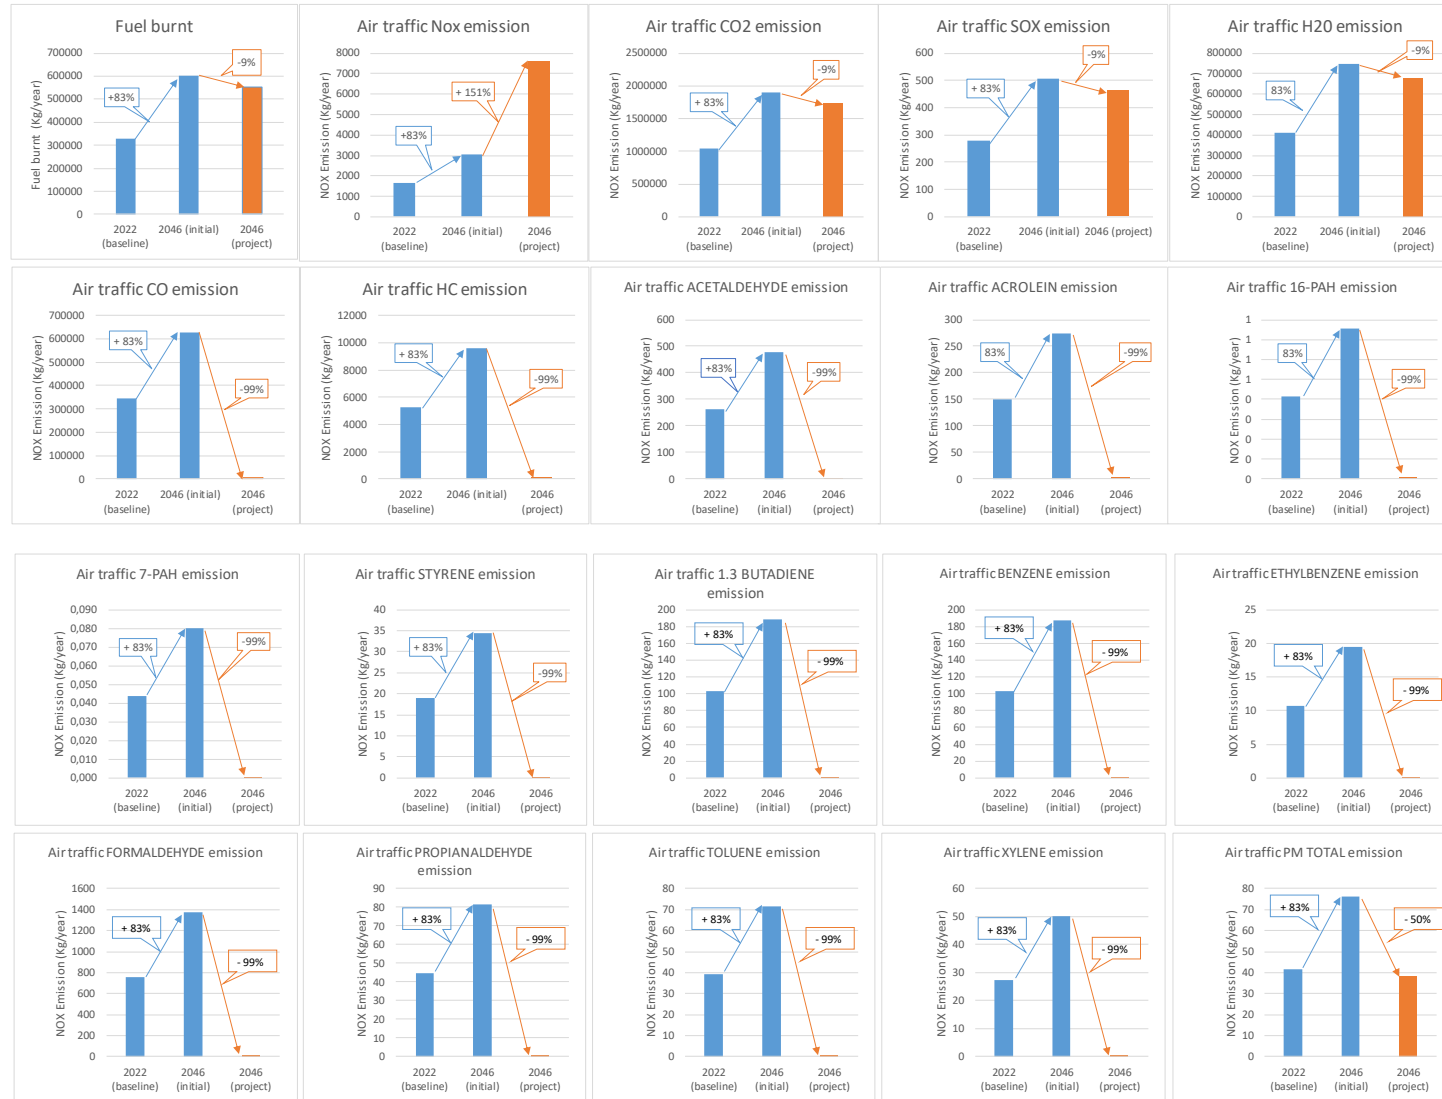 Fuel burnt
Fuel burnt (Kg/year)
700000
600000
500000
400000
300000
200000
100000
0
+83%
-9%
2022 (baseline)
2046 (initial)
2046 (project)
Air traffic Nox emission
NOX Emission (Kg/year)
8000
7000
6000
5000
4000
3000
2000
1000
0
+83%
+ 151%
2022 (baseline)
2046 (initial)
2046 (project)
Air traffic CO2 emission
NOX Emission (Kg/year)
2500000
2000000
1500000
1000000
500000
0
+ 83%
-9%
2022 (baseline)
2046 (initial)
2046 (project)
Air traffic SOX emission
NOX Emission (Kg/year)
600
500
400
300
200
100
0
+ 83%
-9%
2022 (baseline)
2046 (initial)
2046 (project)
Air traffic H20 emission
NOX Emission (Kg/year)
800000
700000
600000
500000
400000
300000
200000
100000
0
83%
-9%
2022 (baseline)
2046 (initial)
2046 (project)
Air traffic CO emission
NOX Emission (Kg/year)
700000
600000
500000
400000
300000
200000
100000
0
+ 83%
-99%
2022 (baseline)
2046 (initial)
2046 (project)
Air traffic HC emission
NOX Emission (Kg/year)
12000
10000
8000
6000
4000
2000
0
+ 83%
-99%
2022 (baseline)
2046 (initial)
2046 (project)
Air traffic ACETALDEHYDE emission
NOX Emission (Kg/year)
600
500
400
300
200
100
0
+83%
-99%
2022 (baseline)
2046 (initial)
2046 (project)
Air traffic ACROLEIN emission
NOX Emission (Kg/year)
300
250
200
150
100
50
0
83%
-99%
2022 (baseline)
2046 (initial)
2046 (project)
Air traffic 16-PAH emission
NOX Emission (Kg/year)
1
1
1
1
0
0
0
0
0
83%
-99%
2022 (baseline)
2046 (initial)
2046 (project)
Air traffic 7-PAH emission
NOX Emission (Kg/year)
0,090
0,080
0,070
0,060
0,050
0,040
0,030
0,020
0,010
0,000
+ 83%
-99%
2022 (baseline)
2046 (initial)
2046 (project)
Air traffic STYRENE emission
NOX Emission (Kg/year)
40
35
30
25
20
15
10
5
0
+ 83%
-99%
2022 (baseline)
2046 (initial)
2046 (project)
Air traffic 1.3 BUTADIENE
emission
NOX Emission (Kg/year)
200
180
160
140
120
100
80
60
40
20
0
+ 83%
- 99%
2022 (baseline)
2046 (initial)
2046 (project)
Air traffic BENZENE emission
NOX Emission (Kg/year)
200
180
160
140
120
100
80
60
40
20
0
+ 83%
- 99%
2022 (baseline)
2046 (initial)
2046 (project)
Air traffic ETHYLBENZENE emission
NOX Emission (Kg/year)
25
20
15
10
5
0
+ 83%
- 99%
2022 (baseline)
2046 (initial)
2046 (project)
Air traffic FORMALDEHYDE emission
NOX Emission (Kg/year)
1600
1400
1200
1000
800
600
400
200
0
+ 83%
- 99%
2022 (baseline)
2046 (initial)
2046 (project)
Air traffic PROPIANALDEHYDE
emission
NOX Emission (Kg/year)
90
80
70
60
50
40
30
20
10
0
+ 83%
- 99%
2022 (baseline)
2046 (initial)
2046 (project)
Air traffic TOLUENE emission
NOX Emission (Kg/year)
80
70
60
50
40
30
20
10
0
+ 83%
- 99%
2022 (baseline)
2046 (initial)
2046 (project)
Air traffic XYLENE emission
NOX Emission (Kg/year)
60
50
40
30
20
10
0
+ 83%
- 99%
2022 (baseline)
2046 (initial)
2046 (project)
Air traffic PM TOTAL emission
NOX Emission (Kg/year)
80
70
60
50
40
30
20
10
0
+ 83%
- 50%
2022 (baseline)
2046 (initial)
2046 (project)